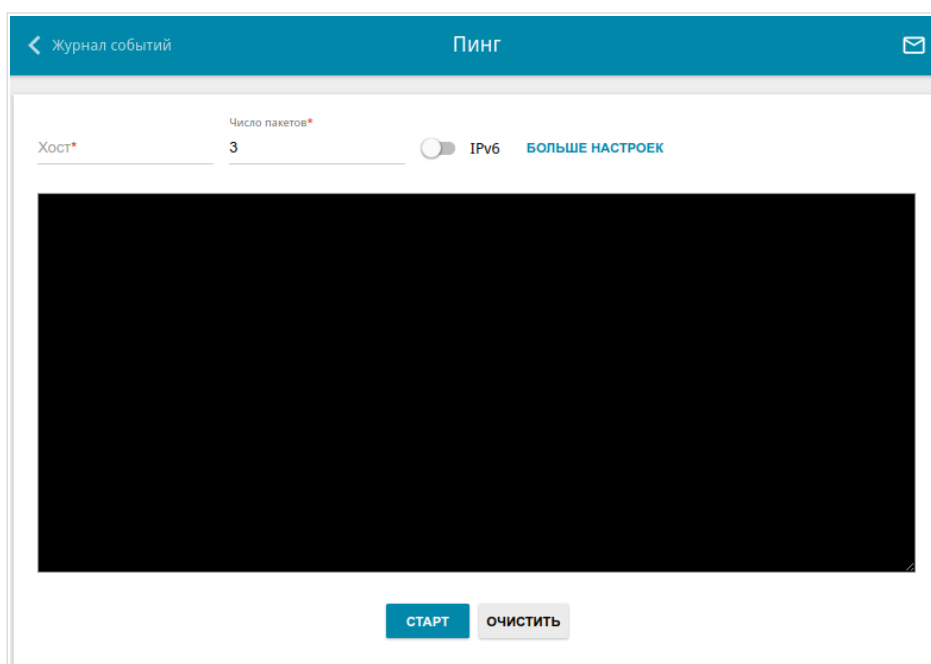 Журнал событий
Пинг
Число пакетов*
Хост*
3
IPv6
БОЛЬШЕ НАСТРОЕК
СТАРТ
ОЧИСТИТЬ